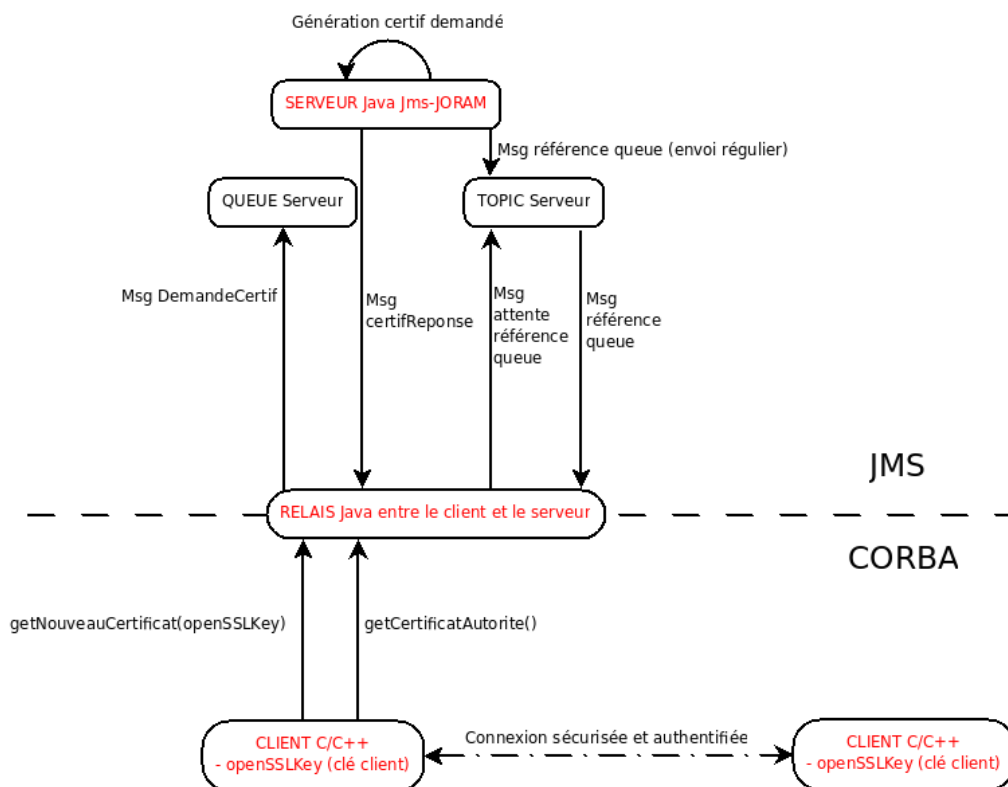 Génération certif demandé
SERVEUR Java Jms-JORAM
Msg référence queue (envoi régulier)
QUEUE Serveur
TOPIC Serveur
Msg DemandeCertif
Msg
certifReponse
Msg
attente
référence
queue
Msg
référence
queue
JMS
RELAIS Java entre le client et le serveur
CORBA
getNouveauCertificat(openSSLKey)
getCertificatAutorite()
CLIENT C/C++
- openSSLKey (clé client)
Connexion sécurisée et authentifiée
CLIENT C/C++
- openSSLKey (clé client)